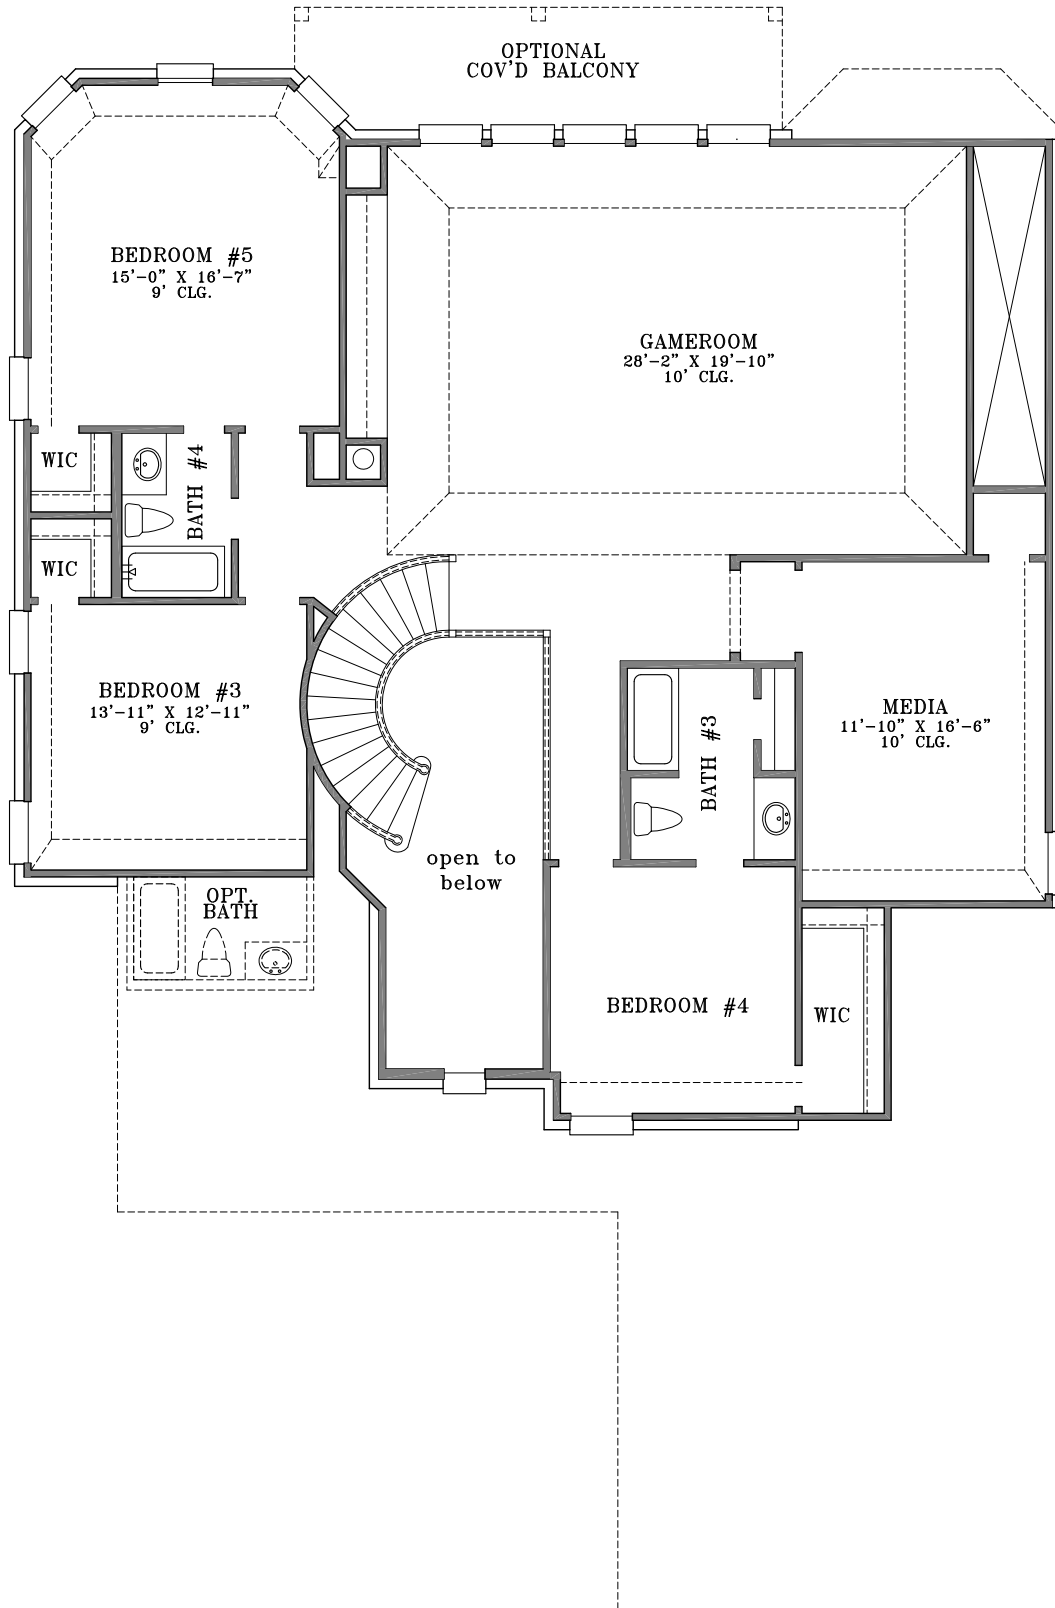 OPTIONAL
COV'D BALCONY
BEDROOM #5
15'-0" X 16'-7"
9' CLG.
GAMEROOM
28'-2" X 19'-10"
10' CLG.
WIC
BATH #4
WIC
BEDROOM #3
13'-11" X 12'-11"
9' CLG.
BATH #3
MEDIA
11'-10" X 16'-6"
10' CLG.
open to
below
OPT.
BATH
BEDROOM #4
WIC